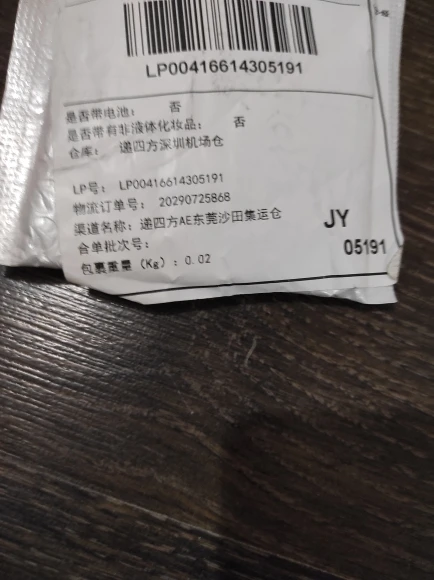 LP00416614305191
是否带电池： 否
是否带有非液体化妆品： 否
仓库： 递四方深圳机场仓
LP号： LP00416614305191
物流订单号： 20290725868
渠道名称：递四方AE东莞沙田集运仓
JY
合单批次号：
05191
包裹重量（Kg）：0.02